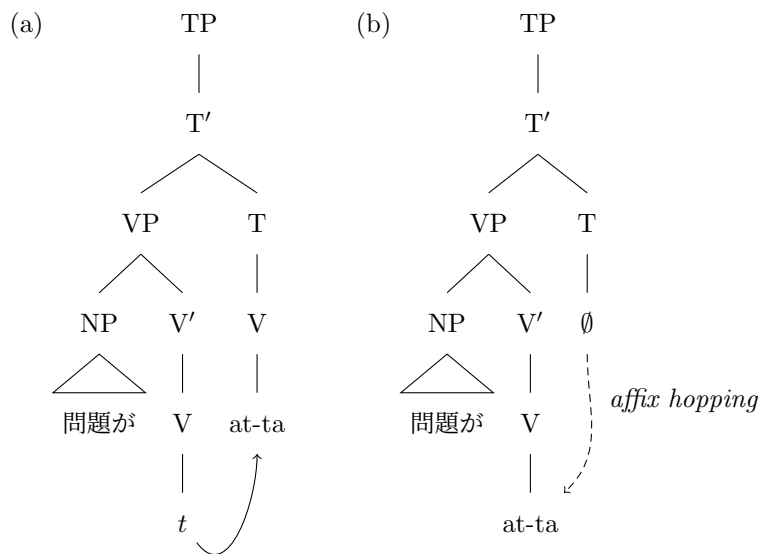 (a) TP (b) TP
T′ T′
VP T VP T
NP V′ V NP V′ ∅
affix hopping
問題が V at-ta 問題が V
t at-ta